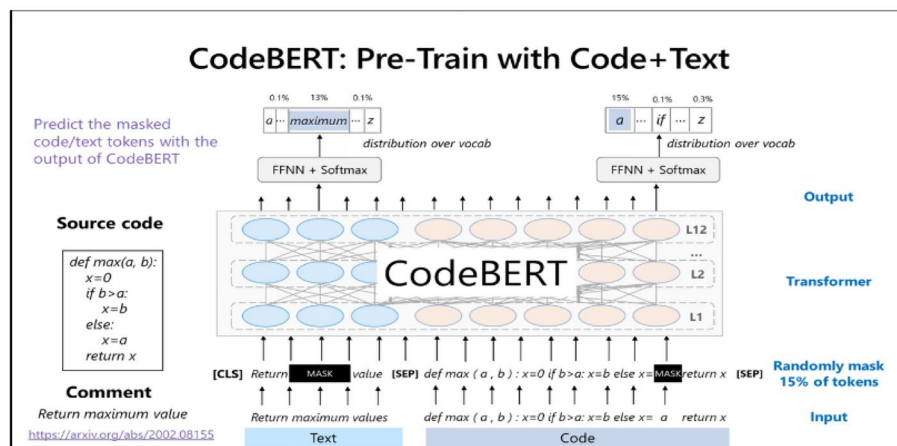 CodeBERT: Pre-Train with Code+Text
Predict the masked
code/text tokens with the
output of CodeBERT
0.1% 13% 0.1%
a ... maximum ... z
distribution over vocab
FFNN + Softmax
15% 0.1% 0.3%
a ... if ... z
distribution over vocab
FFNN + Softmax
Output
Source code
def max(a, b):
x=0
if b>a:
x=b
else:
x=a
return x
L12
...
CodeBERT
L2
L1
Transformer
[CLS] Return MASK value [SEP] def max ( a , b ) : x=0 if b>a: x=b else x= MASK return x [SEP]
Randomly mask
15% of tokens
Comment
Return maximum value
Return maximum values def max ( a , b ) : x=0 if b>a: x=b else x= a return x
Input
https://arxiv.org/abs/2002.08155
Text Code